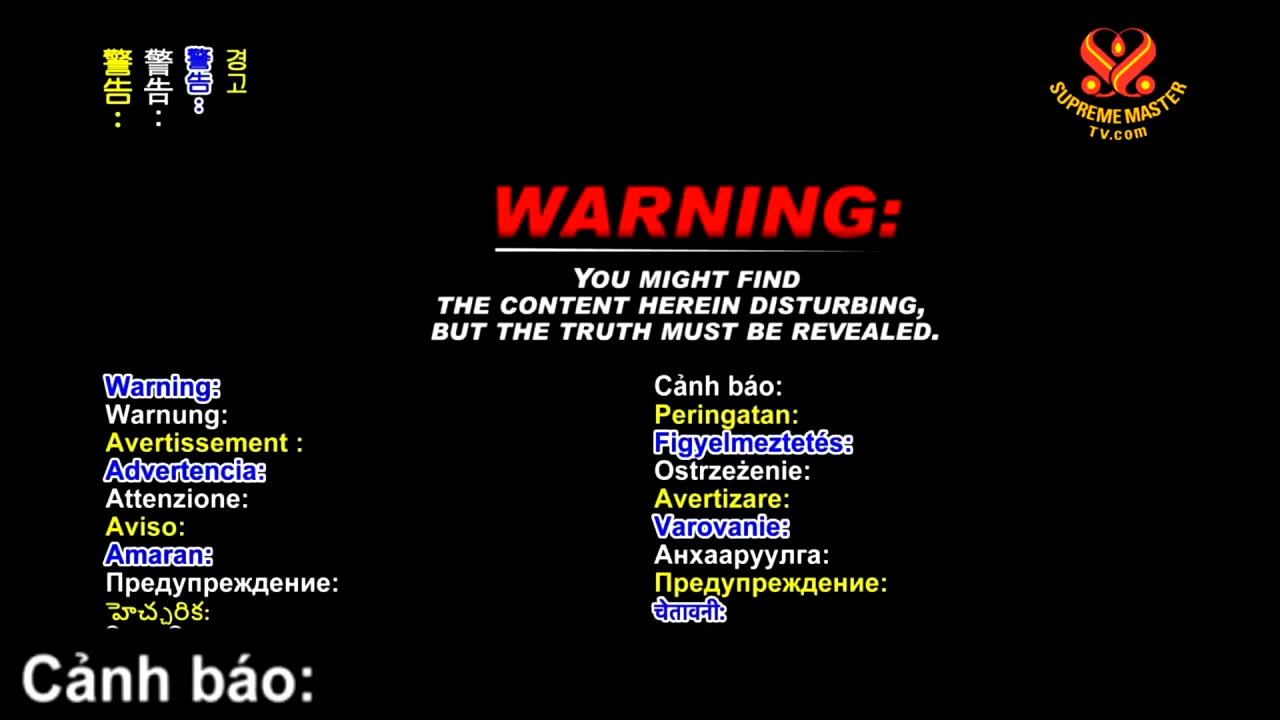 警告：
警告：
警告：
경고
SUPREME MASTER
TV.com
WARNING:
YOU MIGHT FIND
THE CONTENT HEREIN DISTURBING,
BUT THE TRUTH MUST BE REVEALED.
Warning:
Warnung:
Avertissement :
Advertencia:
Attenzione:
Aviso:
Amaran:
Предупреждение:
హెచ్చరిక:
Cảnh báo:
Peringatan:
Figyelmeztetés:
Ostrzeżenie:
Avertizare:
Varovanie:
Анхааруулга:
Предупреждение:
चेतावनी:
Cảnh báo: